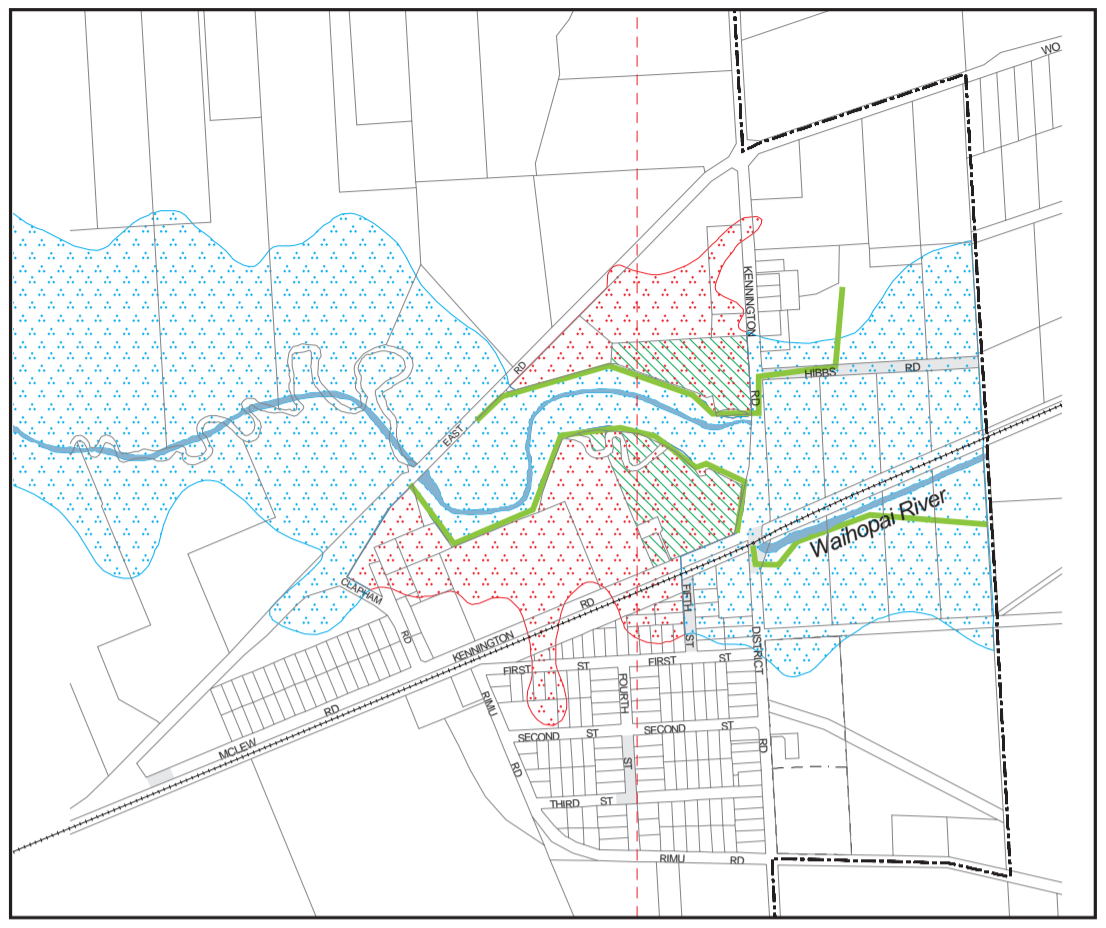 WO
KENNINGTON
RD
HIBBS
RD
RD
EAST
Waihopai River
CLAPHAM
RD
FIFTH
ST
RD
KENNINGTON
DISTRICT
RD
FIRST
ST
FIRST
ST
RIMU
RD
FOURTH
ST
SECOND
ST
SECOND
ST
MCLEW
RD
THIRD
ST
RIMU
RD